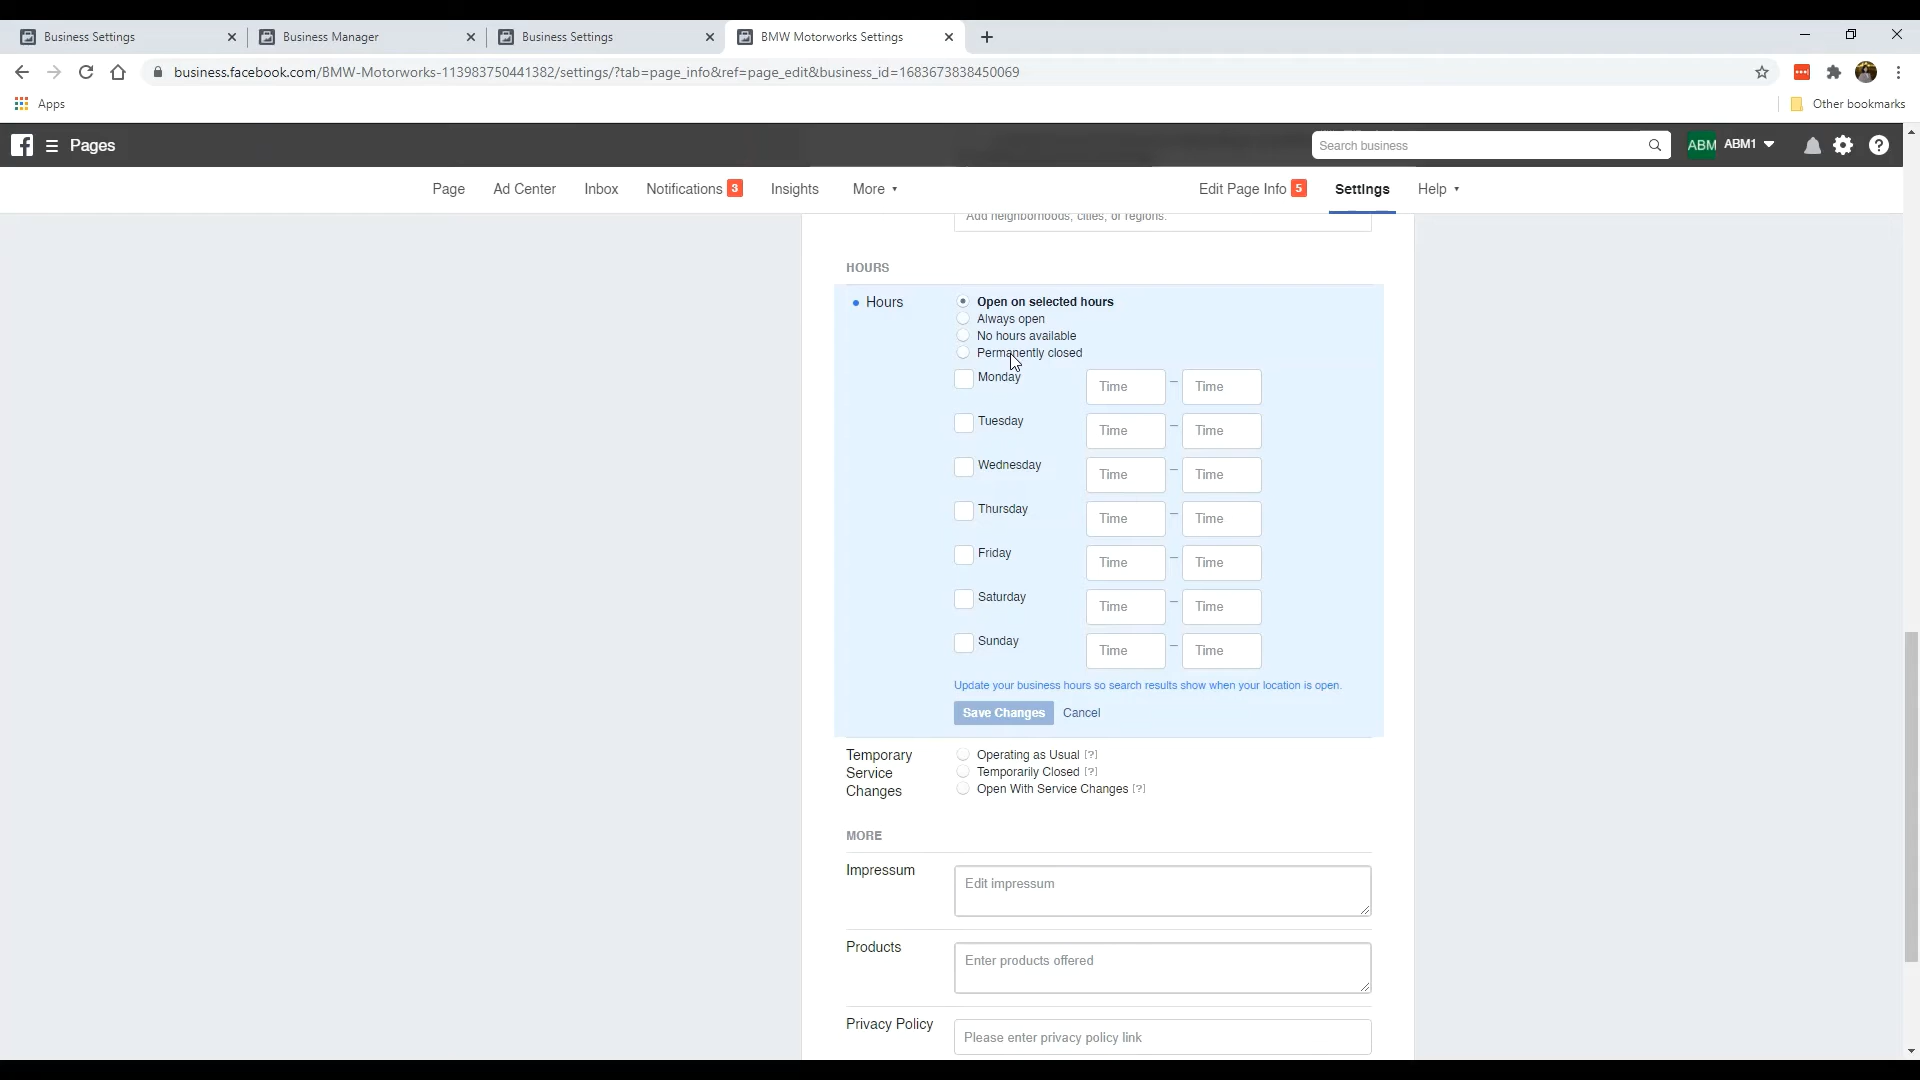 Business Settings
Business Manager
Business Settings
BMW Motorworks Settings
business.facebook.com/BMW-Motorworks-113983750441382/settings/?tab=page_info&ref=page_edit&business_id=1683673838450069
Apps
Other bookmarks
Pages
Search business
ABM ABM1
Page
Ad Center
Inbox
Notifications 3
Insights
More
Edit Page Info 5
Settings
Help
Add neighborhoods, cities, or regions.
HOURS
Hours
Open on selected hours
Always open
No hours available
Permanently closed
Monday Time – Time
Tuesday Time – Time
Wednesday Time – Time
Thursday Time – Time
Friday Time – Time
Saturday Time – Time
Sunday Time – Time
Update your business hours so search results show when your location is open.
Save Changes Cancel
Temporary
Service
Changes
Operating as Usual [?]
Temporarily Closed [?]
Open With Service Changes [?]
MORE
Impressum
Edit impressum
Products
Enter products offered
Privacy Policy
Please enter privacy policy link